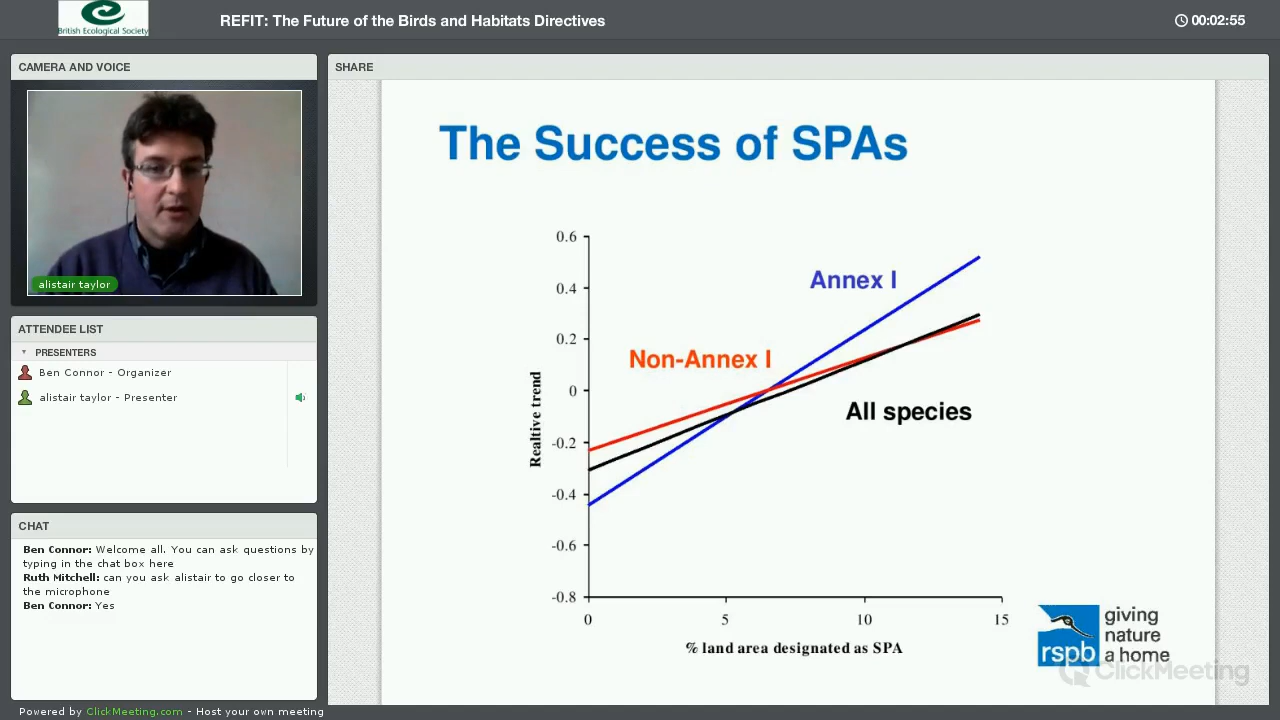 British Ecological Society
REFIT: The Future of the Birds and Habitats Directives
00:02:55
CAMERA AND VOICE
alistair taylor
ATTENDEE LIST
PRESENTERS
Ben Connor - Organizer
alistair taylor - Presenter
CHAT
Ben Connor: Welcome all. You can ask questions by
typing in the chat box here
Ruth Mitchell: can you ask alistair to go closer to
the microphone
Ben Connor: Yes
Powered by ClickMeeting.com - Host your own meeting
SHARE
The Success of SPAs
0.6
0.4
0.2
0
-0.2
-0.4
-0.6
-0.8
Realtive trend
Annex I
Non-Annex I
All species
0 5 10 15
% land area designated as SPA
rspb
giving
nature
a home
ClickMeeting